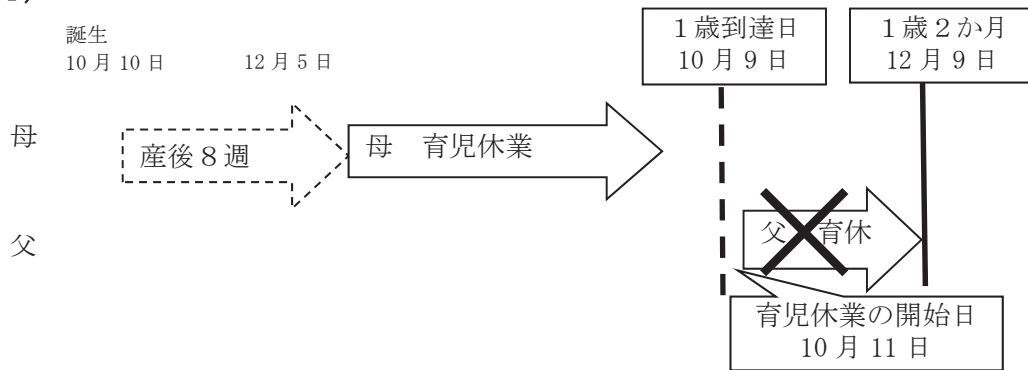 誕生
10月10日
12月5日
1歳到達日
10月9日
1歳2か月
12月9日
母
産後8週
母 育児休業
父
父 育休
育児休業の開始日
10月11日